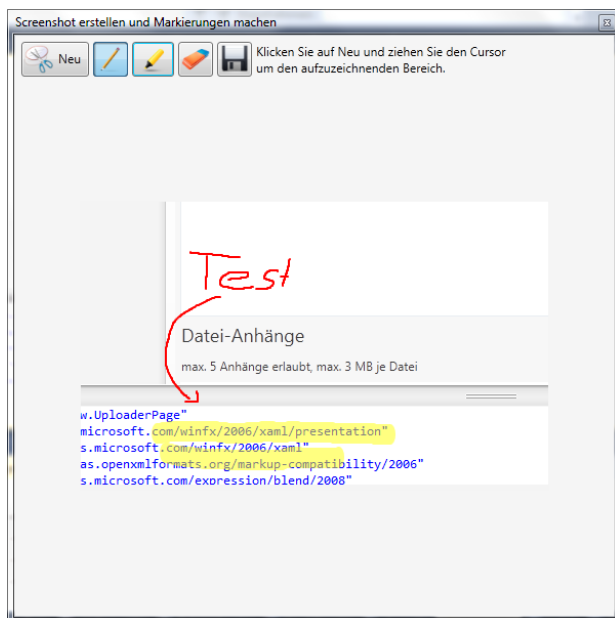 Screenshot erstellen und Markierungen machen
Neu
Klicken Sie auf Neu und ziehen Sie den Cursor
um den aufzuzeichnenden Bereich.
Test
Datei-Anhänge
max. 5 Anhänge erlaubt, max. 3 MB je Datei
w.UploaderPage"
microsoft.com/winfx/2006/xaml/presentation"
s.microsoft.com/winfx/2006/xaml"
as.openxmlformats.org/markup-compatibility/2006"
s.microsoft.com/expression/blend/2008"